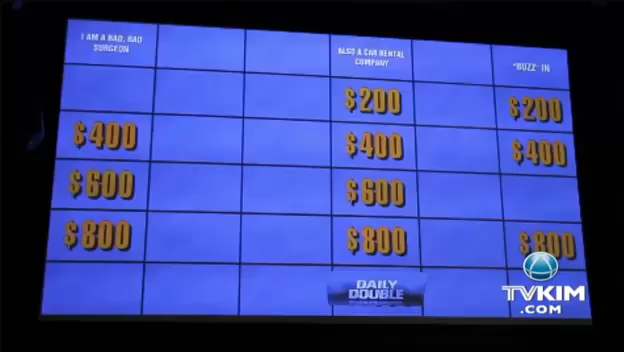 I AM A BAD, BAD
SURGEON
ALSO A CAR RENTAL
COMPANY
"BUZZ" IN
$200
$200
$400
$400
$400
$600
$600
$800
$800
$800
DAILY
DOUBLE
TVKIM
.COM